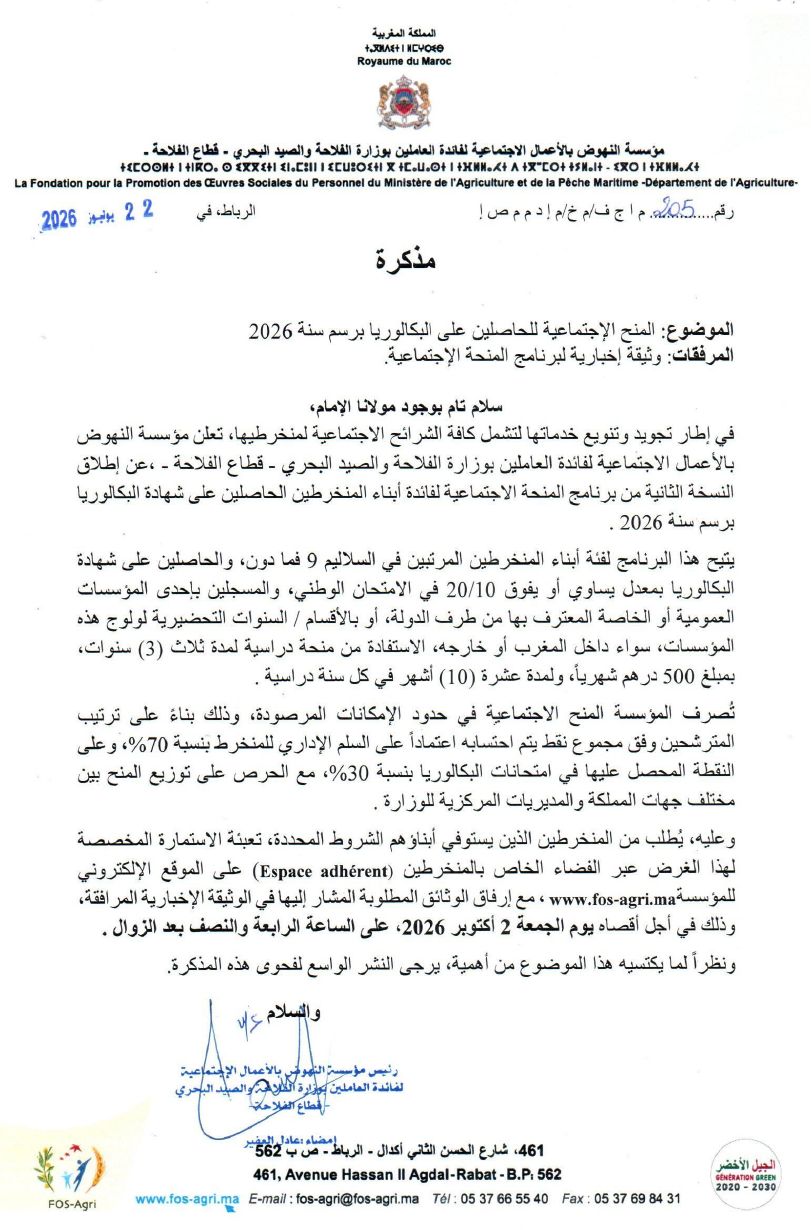 المملكة المغربية
ⵜⴰⴳⵍⴷⵉⵜ ⵏ ⵍⵎⵖⵔⵉⴱ
Royaume du Maroc
مؤسسة النهوض بالأعمال الاجتماعية لفائدة العاملين بوزارة الفلاحة والصيد البحري - قطاع الفلاحة -
La Fondation pour la Promotion des Œuvres Sociales du Personnel du Ministère de l'Agriculture et de la Pêche Maritime -Département de l'Agriculture-
رقم.....205..... م ا ج ف/م خ/م إ د م م ص إ الرباط، في 22 يونيو 2026
مذكرة
الموضوع: المنح الإجتماعية للحاصلين على البكالوريا برسم سنة 2026
المرفقات: وثيقة إخبارية لبرنامج المنحة الإجتماعية.
سلام تام بوجود مولانا الإمام،
في إطار تجويد وتنويع خدماتها لتشمل كافة الشرائح الاجتماعية لمنخرطيها، تعلن مؤسسة النهوض
بالأعمال الاجتماعية لفائدة العاملين بوزارة الفلاحة والصيد البحري - قطاع الفلاحة - ،عن إطلاق
النسخة الثانية من برنامج المنحة الاجتماعية لفائدة أبناء المنخرطين الحاصلين على شهادة البكالوريا
برسم سنة 2026 .
يتيح هذا البرنامج لفئة أبناء المنخرطين المرتبين في السلاليم 9 فما دون، والحاصلين على شهادة
البكالوريا بمعدل يساوي أو يفوق 20/10 في الامتحان الوطني، والمسجلين بإحدى المؤسسات
العمومية أو الخاصة المعترف بها من طرف الدولة، أو بالأقسام / السنوات التحضيرية لولوج هذه
المؤسسات، سواء داخل المغرب أو خارجه، الاستفادة من منحة دراسية لمدة ثلاث (3) سنوات،
بمبلغ 500 درهم شهرياً، ولمدة عشرة (10) أشهر في كل سنة دراسية .
تُصرف المؤسسة المنح الاجتماعية في حدود الإمكانات المرصودة، وذلك بناءً على ترتيب
المترشحين وفق مجموع نقط يتم احتسابه اعتماداً على السلم الإداري للمنخرط بنسبة 70%، وعلى
النقطة المحصل عليها في امتحانات البكالوريا بنسبة 30%، مع الحرص على توزيع المنح بين
مختلف جهات المملكة والمديريات المركزية للوزارة .
وعليه، يُطلب من المنخرطين الذين يستوفي أبناؤهم الشروط المحددة، تعبئة الاستمارة المخصصة
لهذا الغرض عبر الفضاء الخاص بالمنخرطين (Espace adhérent) على الموقع الإلكتروني
للمؤسسة www.fos-agri.ma ، مع إرفاق الوثائق المطلوبة المشار إليها في الوثيقة الإخبارية المرافقة،
وذلك في أجل أقصاه يوم الجمعة 2 أكتوبر 2026، على الساعة الرابعة والنصف بعد الزوال .
ونظراً لما يكتسيه هذا الموضوع من أهمية، يرجى النشر الواسع لفحوى هذه المذكرة.
والسلام
رئيس مؤسسة النهوض بالأعمال الإجتماعية
لفائدة العاملين بوزارة الفلاحة والصيد البحري
- قطاع الفلاحة-
إمضاء :عادل العفير
461، شارع الحسن الثاني أكدال - الرباط - ص ب 562
461, Avenue Hassan II Agdal-Rabat - B.P: 562
www.fos-agri.ma E-mail : fos-agri@fos-agri.ma Tél : 05 37 66 55 40 Fax : 05 37 69 84 31
FOS-Agri
الجيل الأخضر
GÉNÉRATION GREEN
2020 - 2030